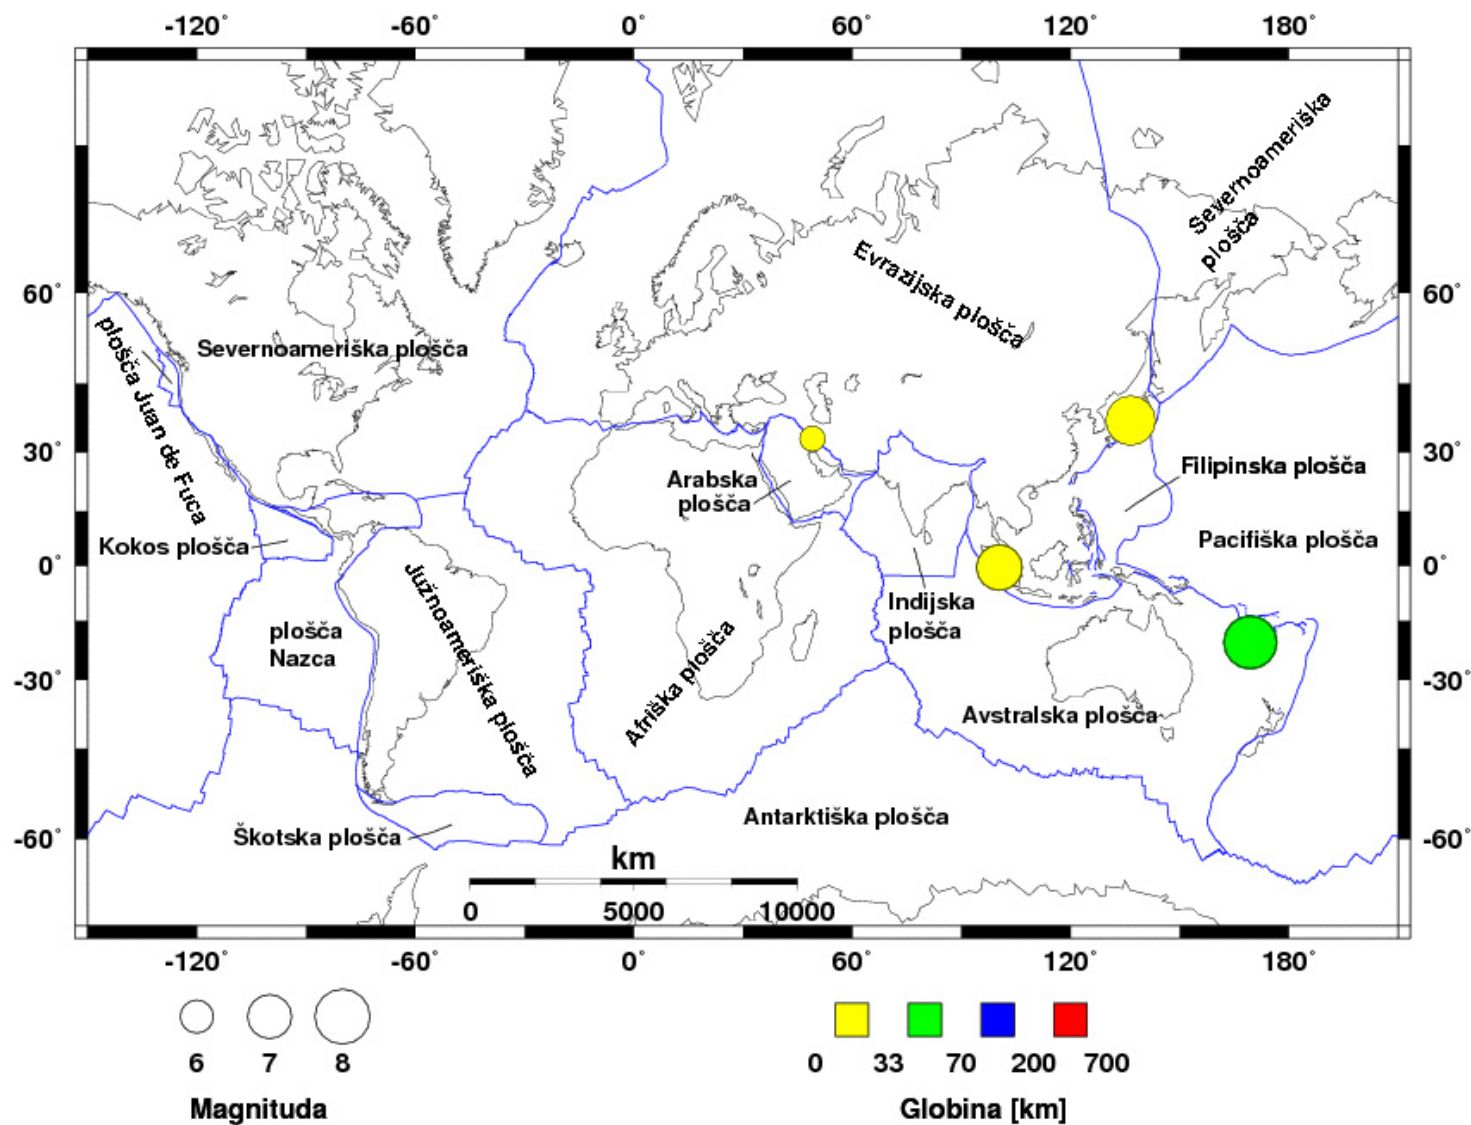 -120° -60° 0° 60° 120° 180°
Severnoameriška
plošča
Evrazijska plošča
60° 60°
plošča Juan de Fuca
Severnoameriška plošča
30° 30°
Filipinska plošča
Arabska
plošča
Kokos plošča
Pacifiška plošča
0° 0°
Južnoameriška plošča
Indijska
plošča
plošča
Nazca
Afriška plošča
-30° -30°
Avstralska plošča
Antarktiška plošča
Škotska plošča
-60° -60°
km
0 5000 10000
-120° -60° 0° 60° 120° 180°
6 7 8
0 33 70 200 700
Magnituda
Globina [km]